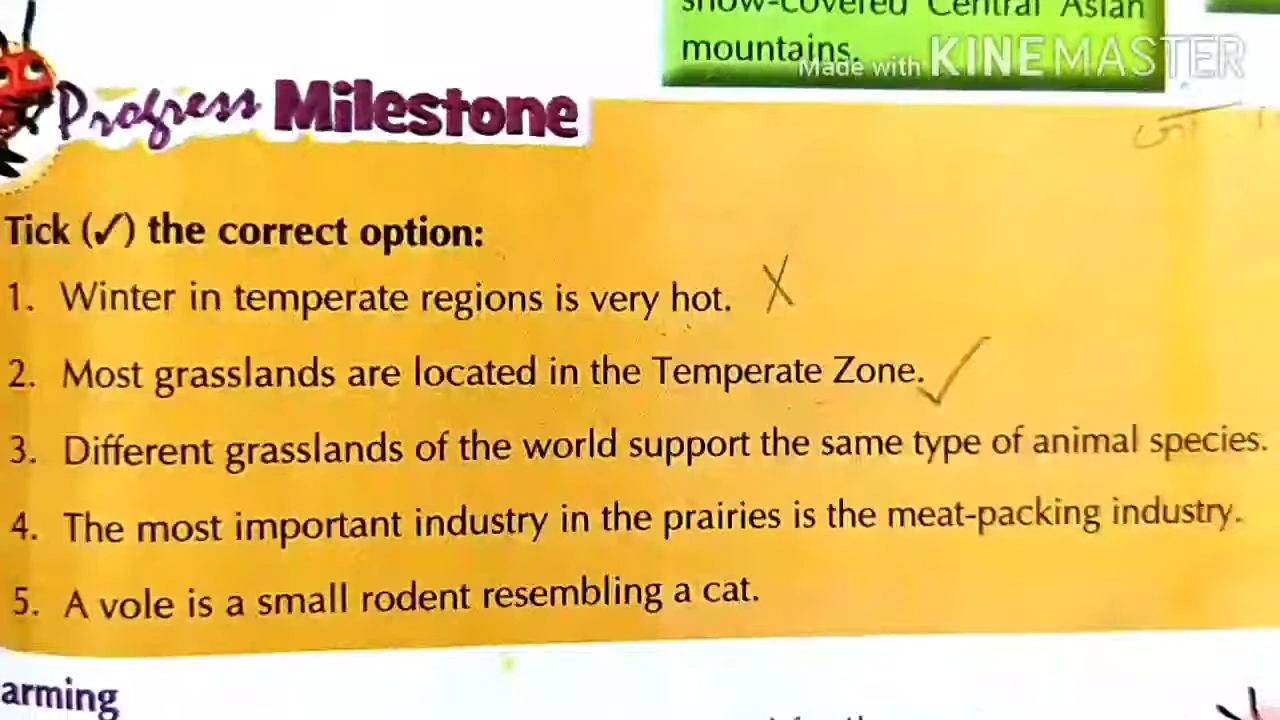 snow-covered Central Asian
mountains.
Made with KINEMASTER
Progress Milestone
Tick (✓) the correct option:
1. Winter in temperate regions is very hot. X
2. Most grasslands are located in the Temperate Zone. ✓
3. Different grasslands of the world support the same type of animal species.
4. The most important industry in the prairies is the meat-packing industry.
5. A vole is a small rodent resembling a cat.
arming